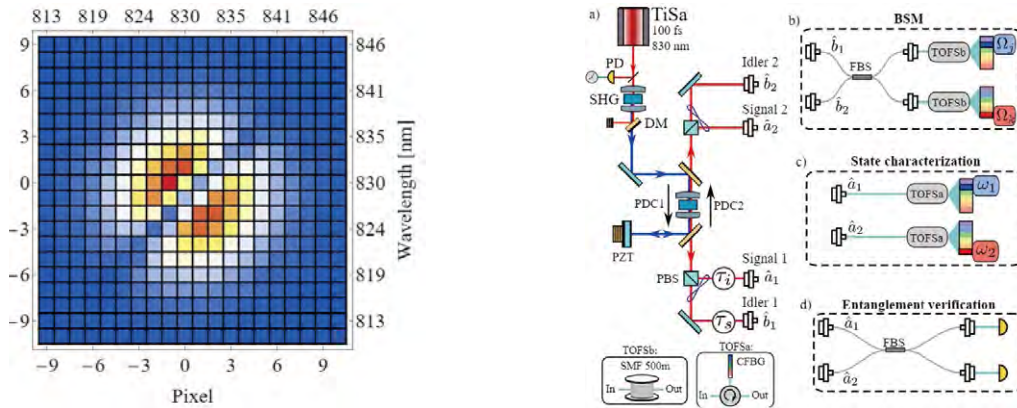 813 819 824 830 835 841 846
9
6
3
0
−3
−6
−9
846
841
835
830
824
819
813
Wavelength [nm]
−9 −6 −3 0 3 6 9
Pixel
a)
TiSa
100 fs
830 nm
PD
SHG
DM
Idler 2
b̂₂
Signal 2
â₂
PDC1
PDC2
PZT
PBS
Signal 1
τᵢ
â₁
Idler 1
τₛ
b̂₁
TOFSb:
SMF 500m
In
Out
TOFSa:
CFBG
In
Out
b)
BSM
b̂₁
b̂₂
FBS
TOFSb
Ωⱼ
TOFSb
Ωₖ
c)
State characterization
â₁
TOFSa
ω₁
â₂
TOFSa
ω₂
d)
Entanglement verification
â₁
FBS
â₂